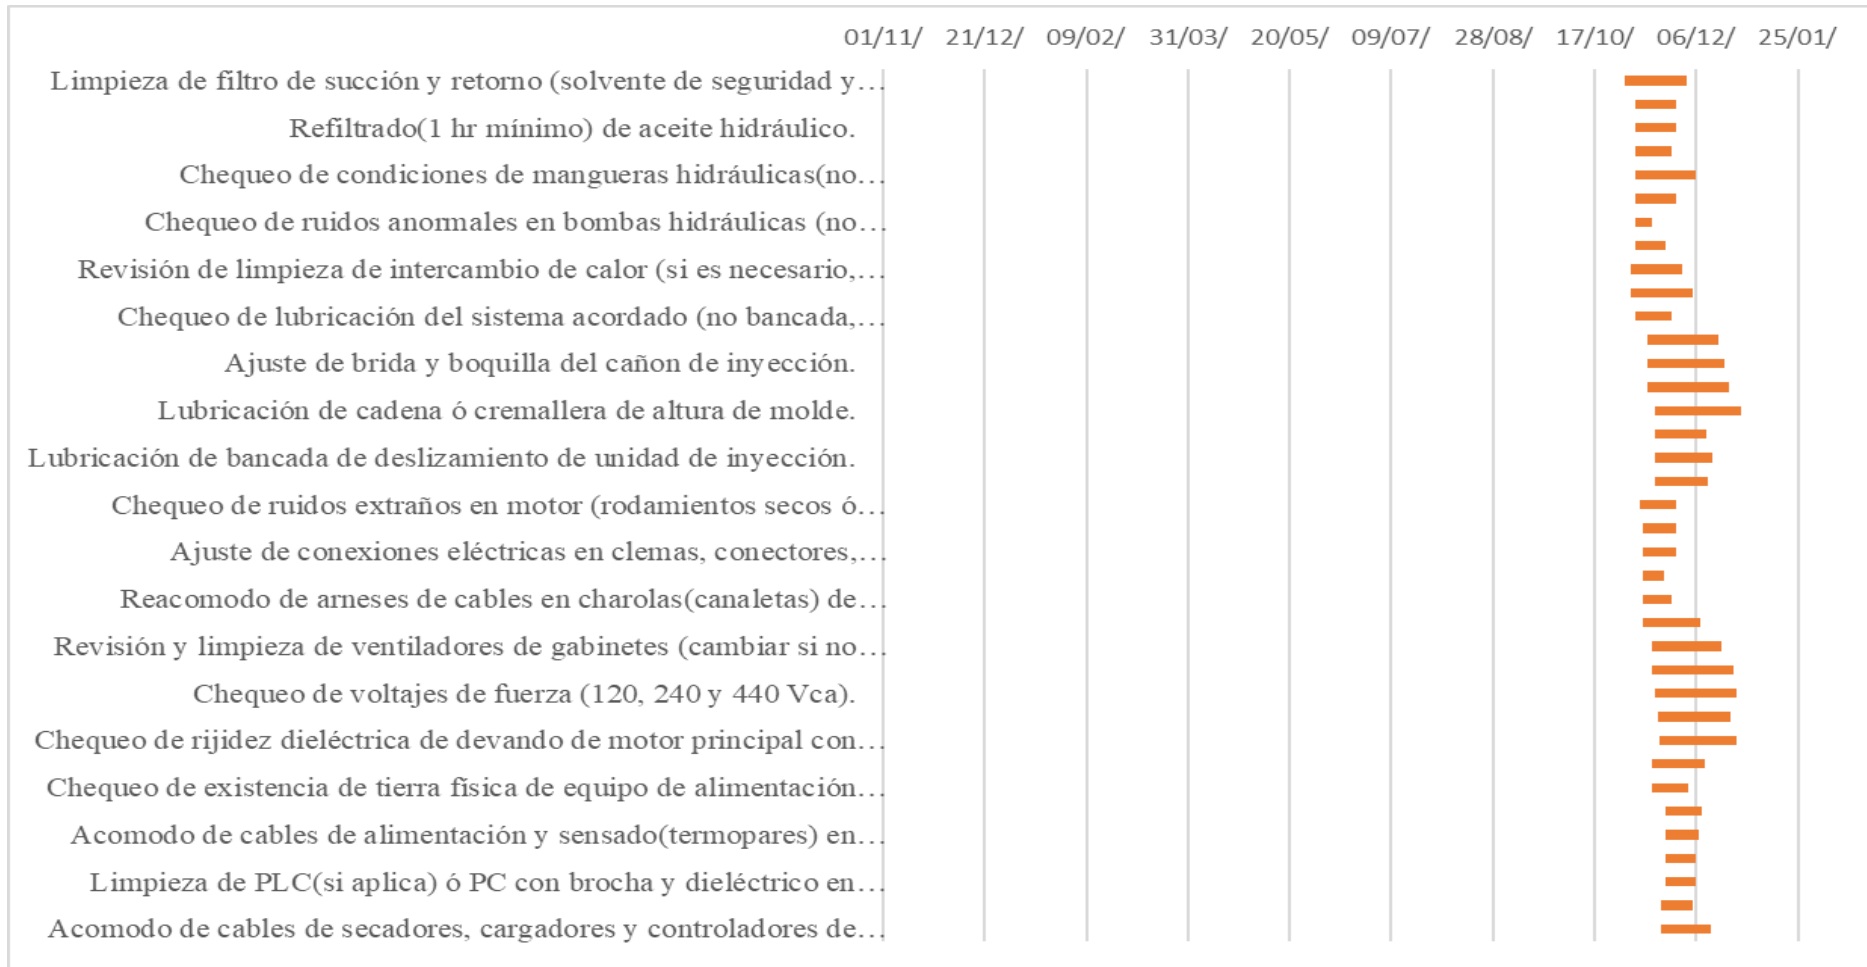 01/11/ 21/12/ 09/02/ 31/03/ 20/05/ 09/07/ 28/08/ 17/10/ 06/12/ 25/01/
Limpieza de filtro de succión y retorno (solvente de seguridad y…
Refiltrado(1 hr mínimo) de aceite hidráulico.
Chequeo de condiciones de mangueras hidráulicas(no…
Chequeo de ruidos anormales en bombas hidráulicas (no…
Revisión de limpieza de intercambio de calor (si es necesario,…
Chequeo de lubricación del sistema acordado (no bancada,…
Ajuste de brida y boquilla del cañon de inyección.
Lubricación de cadena ó cremallera de altura de molde.
Lubricación de bancada de deslizamiento de unidad de inyección.
Chequeo de ruidos extraños en motor (rodamientos secos ó…
Ajuste de conexiones eléctricas en clemas, conectores,…
Reacomodo de arneses de cables en charolas(canaletas) de…
Revisión y limpieza de ventiladores de gabinetes (cambiar si no…
Chequeo de voltajes de fuerza (120, 240 y 440 Vca).
Chequeo de rijidez dieléctrica de devando de motor principal con…
Chequeo de existencia de tierra física de equipo de alimentación…
Acomodo de cables de alimentación y sensado(termopares) en…
Limpieza de PLC(si aplica) ó PC con brocha y dieléctrico en…
Acomodo de cables de secadores, cargadores y controladores de…